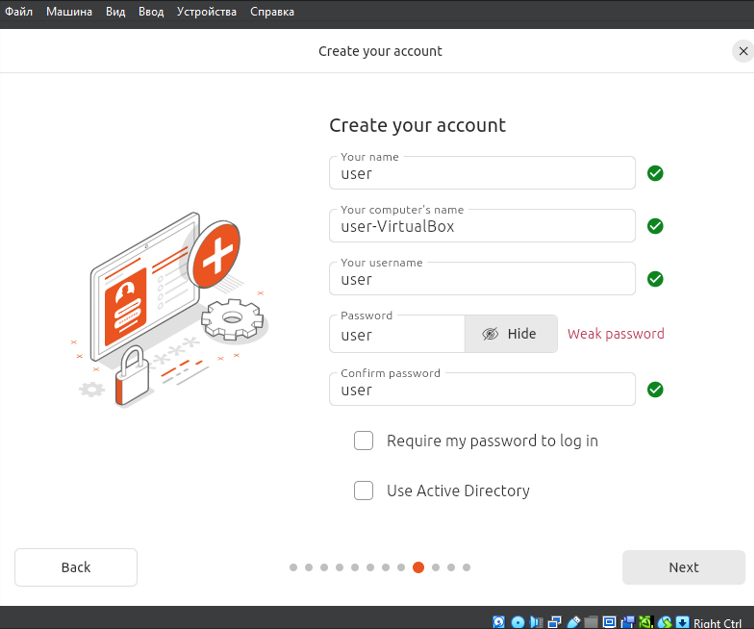 Файл Машина Вид Ввод Устройства Справка
Create your account
Create your account
Your name
user
Your computer's name
user-VirtualBox
Your username
user
Password
user
Hide
Weak password
Confirm password
user
Require my password to log in
Use Active Directory
Back
Next
Right Ctrl